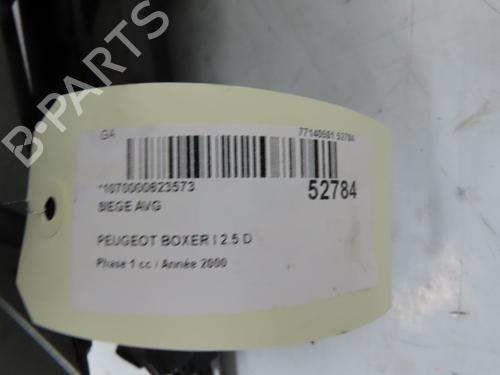 GA
77140501 52784
*1070000623573
52784
SIEGE AVG
PEUGEOT BOXER I 2.5 D
Phase 1 cc / Année 2000
B-PARTS